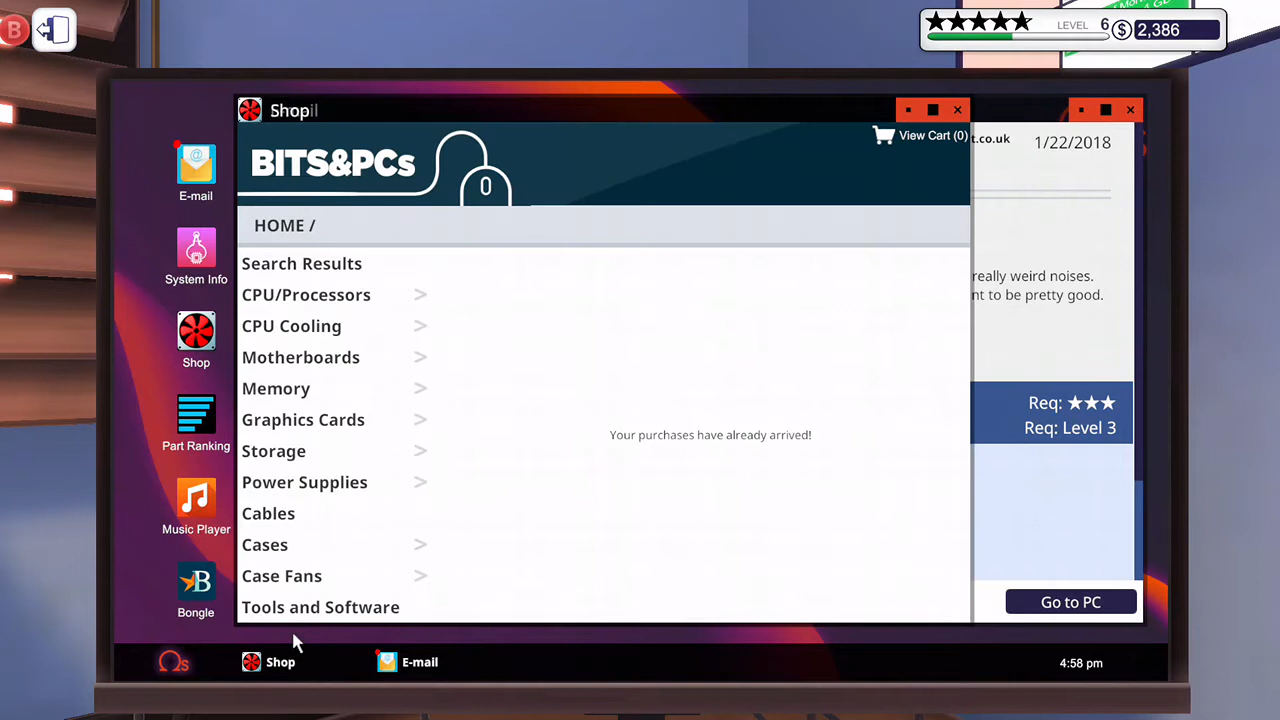 B
LEVEL 6 $ 2,386
Shop
View Cart (0)
BITS&PCs
t.co.uk 1/22/2018
HOME /
Search Results
CPU/Processors >
CPU Cooling >
Motherboards >
Memory >
Graphics Cards >
Storage >
Power Supplies >
Cables
Cases >
Case Fans >
Tools and Software
Your purchases have already arrived!
really weird noises.
nt to be pretty good.
Req: ★★★
Req: Level 3
Go to PC
E-mail
System Info
Shop
Part Ranking
Music Player
B
Bongle
Ωs
Shop
E-mail
4:58 pm